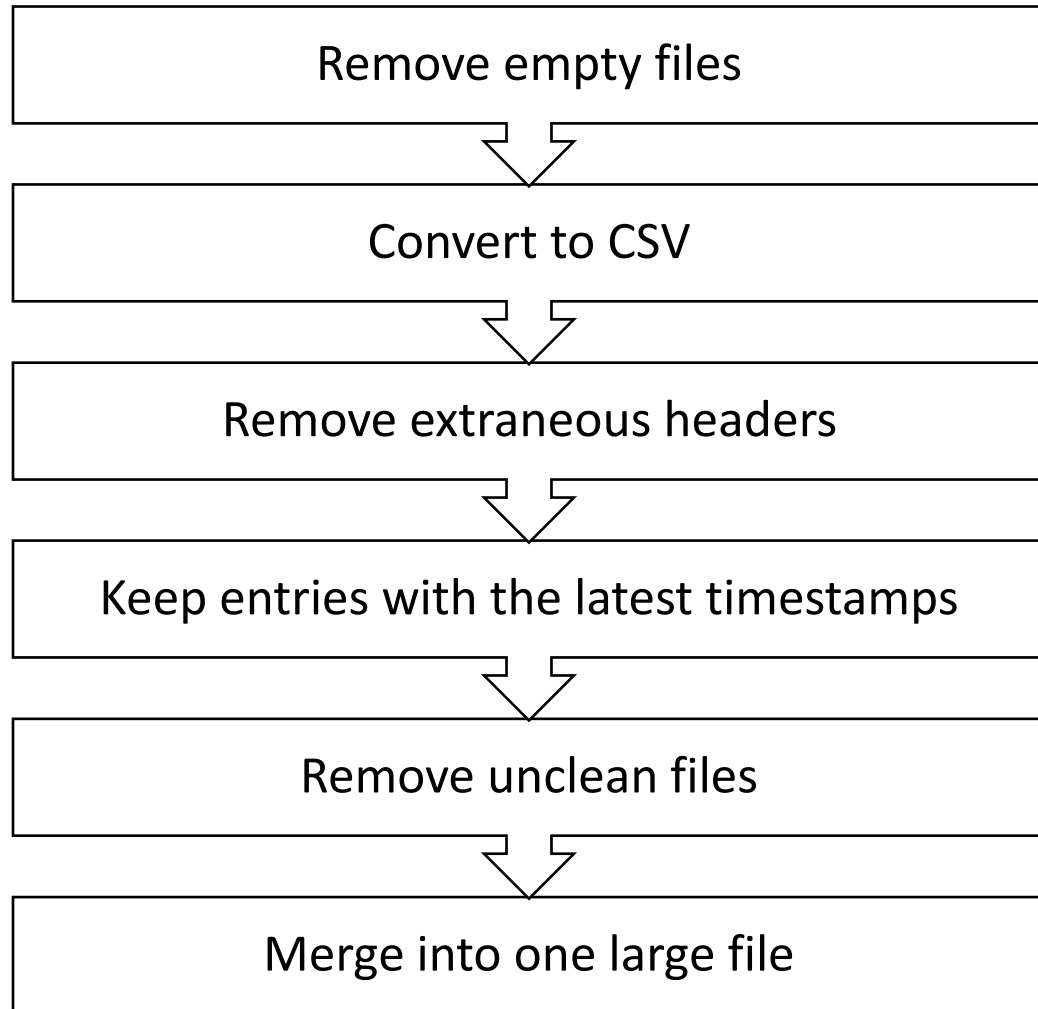 Remove empty files
Convert to CSV
Remove extraneous headers
Keep entries with the latest timestamps
Remove unclean files
Merge into one large file